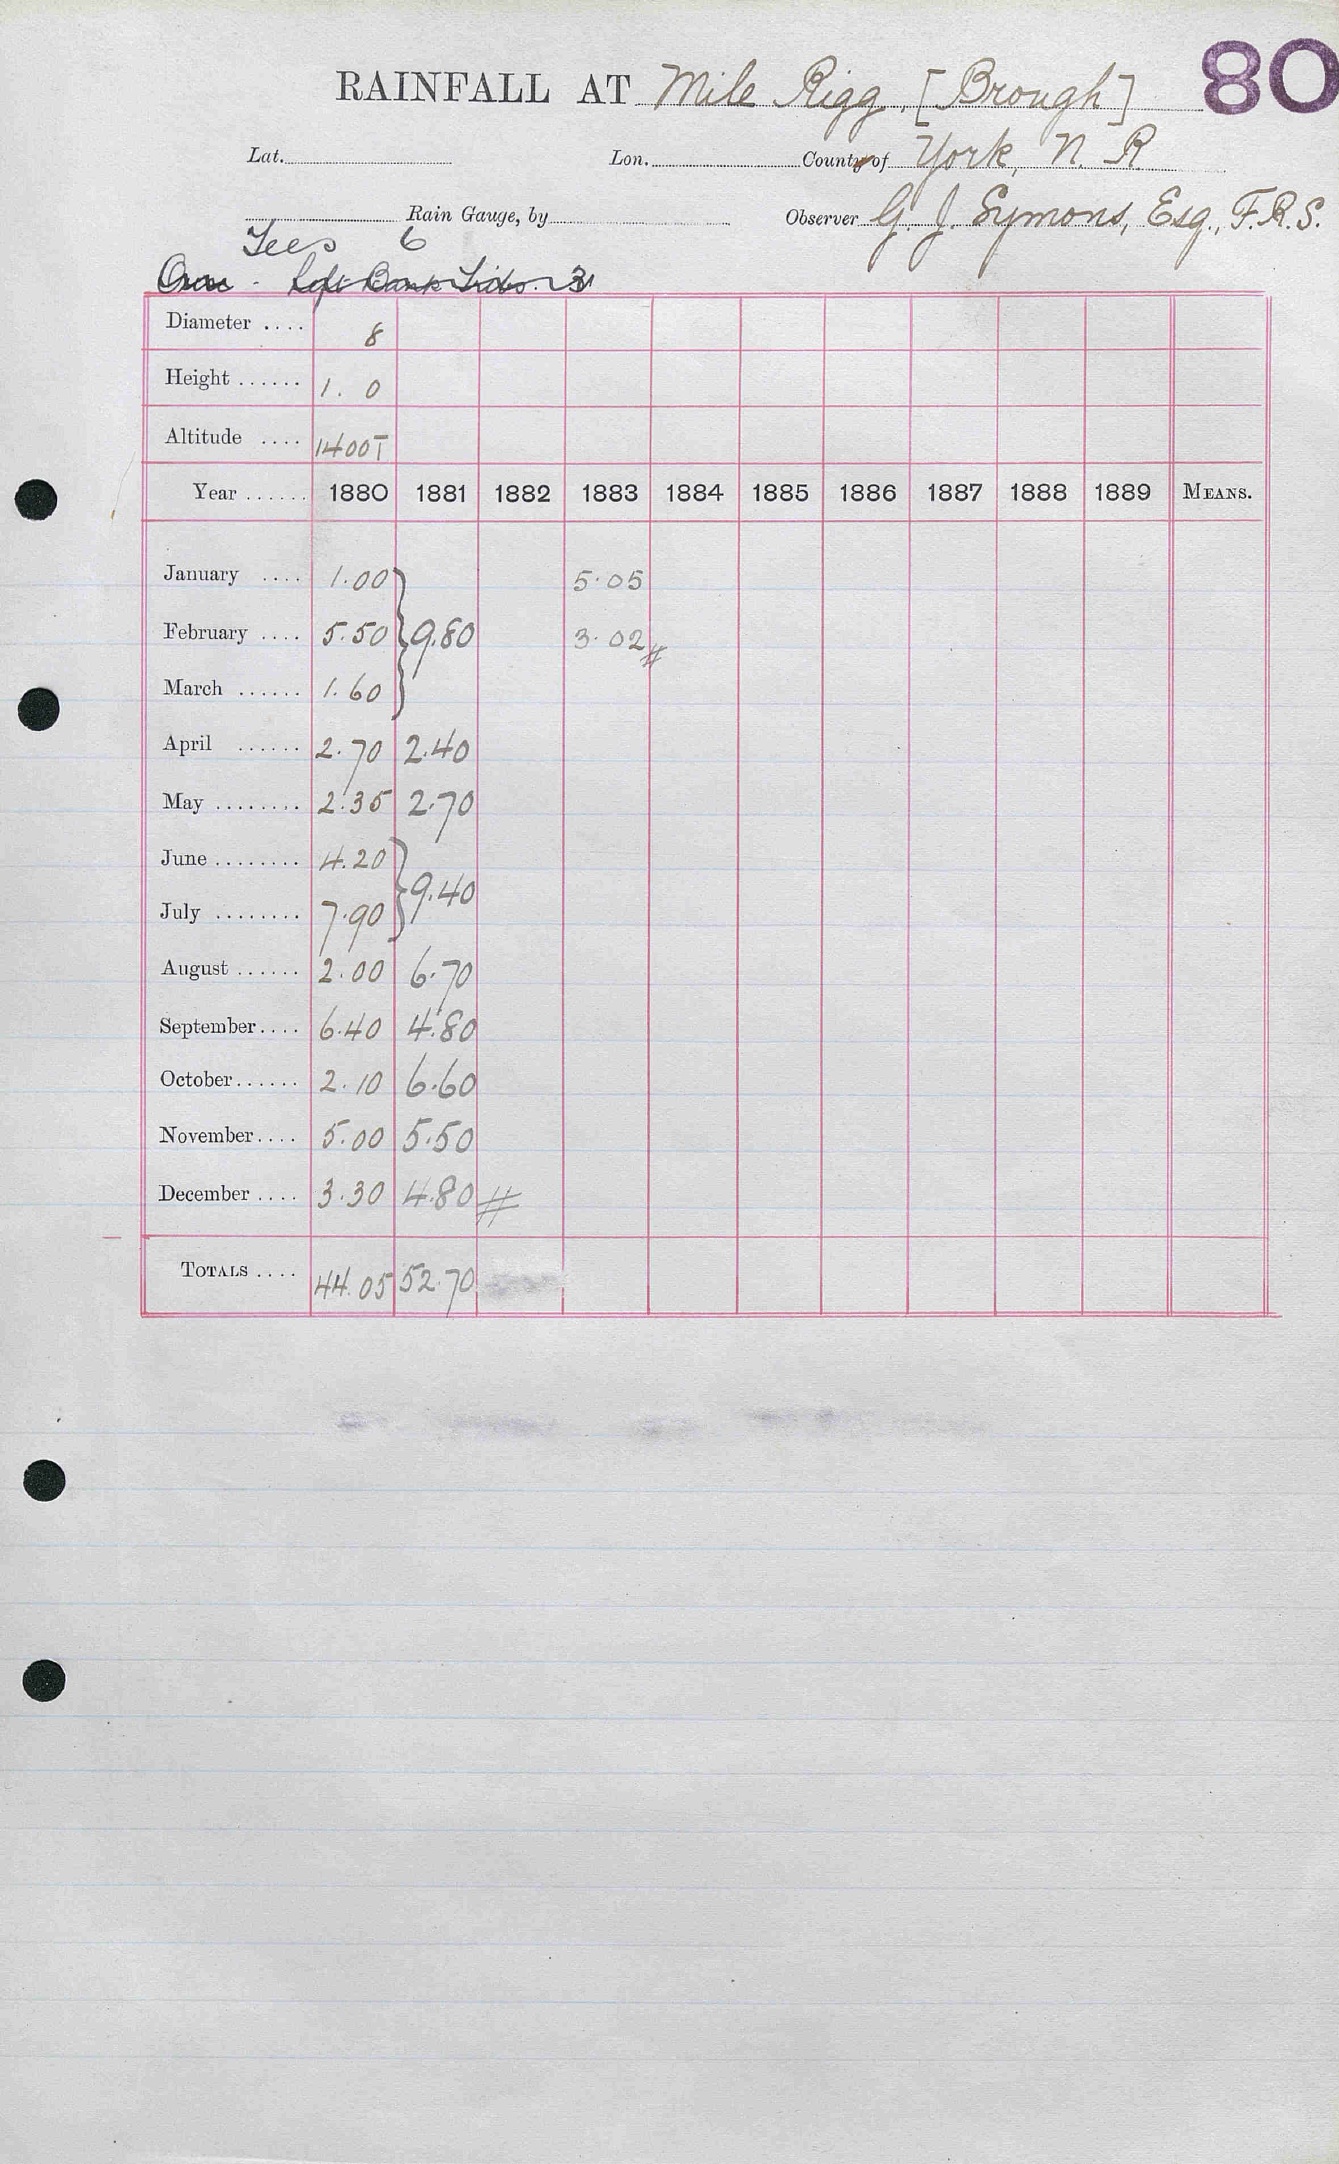 RAINFALL AT Mile Rigg, [Brough] 80
Lat. Lon. County of York, N. R.
Rain Gauge, by Observer G. J. Symons, Esq., F.R.S.
Tees 6
Left Bank 3
Diameter .... 8
Height ...... 1. 0
Altitude .... 1400T
Year ...... 1880 1881 1882 1883 1884 1885 1886 1887 1888 1889 MEANS.
January .... 1.00 5.05
February .... 5.50 } 9.80 3.02 #
March ...... 1.60
April ...... 2.70 2.40
May ........ 2.35 2.70
June ........ 4.20 } 9.40
July ........ 7.90
August ...... 2.00 6.70
September.... 6.40 4.80
October...... 2.10 6.60
November.... 5.00 5.50
December .... 3.30 4.80 #
TOTALS .... 44.05 52.70